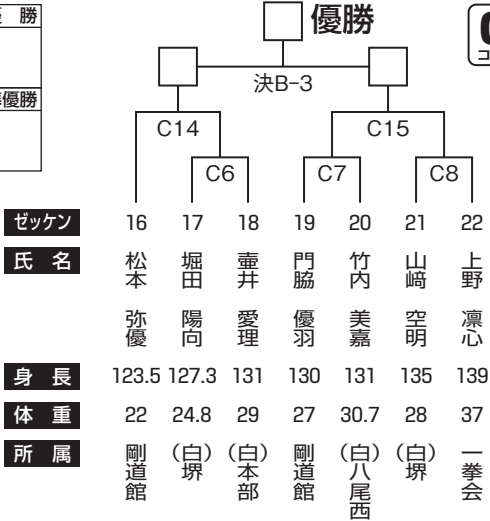 勝
優勝
優勝
決B-3
C14
C15
C6
C7
C8
ゼッケン 16 17 18 19 20 21 22
氏名 松本弥優 堀田陽向 壷井愛理 門脇優羽 竹内美嘉 山﨑空明 上野凛心
身長 123.5 127.3 131 130 131 135 139
体重 22 24.8 29 27 30.7 28 37
所属 剛道館 (白)堺 (白)本部 剛道館 (白)八尾西 (白)堺 一拳会